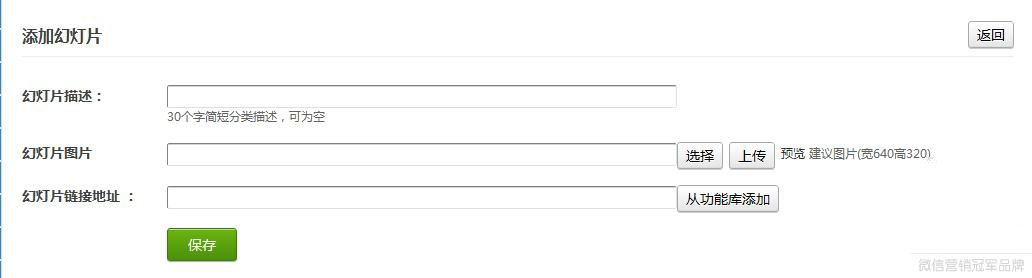 添加幻灯片 返回
幻灯片描述：
30个字简短分类描述，可为空
幻灯片图片 选择 上传 预览 建议图片(宽640高320)
幻灯片链接地址 ： 从功能库添加
保存
微信营销冠军品牌